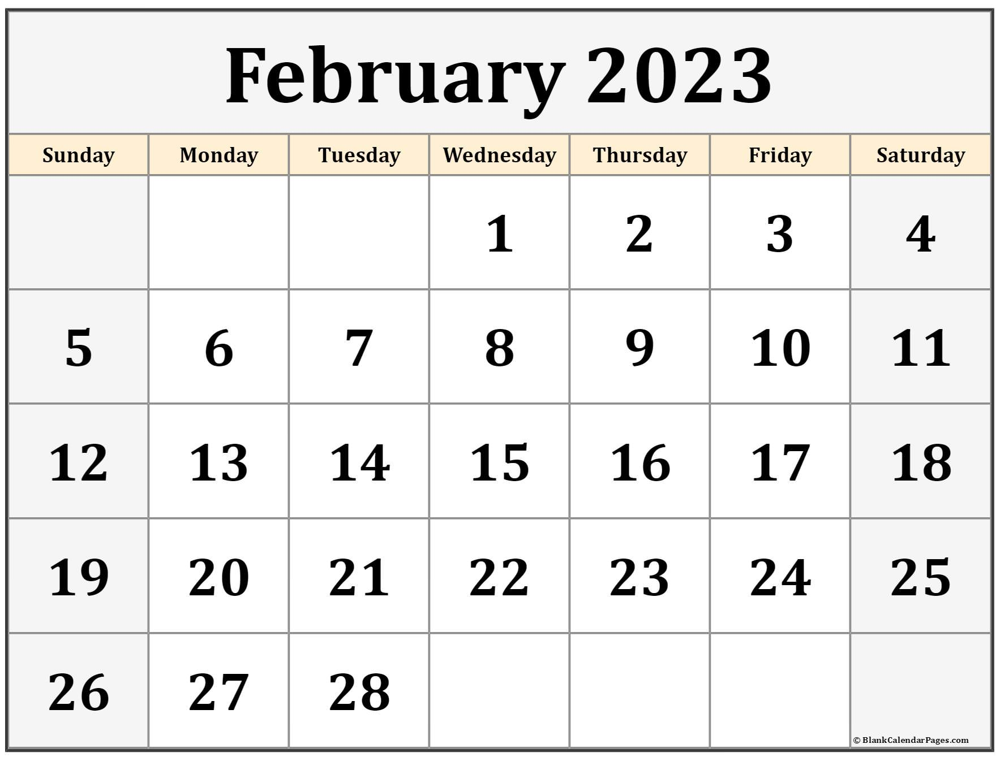 February 2023
Sunday Monday Tuesday Wednesday Thursday Friday Saturday
1 2 3 4
5 6 7 8 9 10 11
12 13 14 15 16 17 18
19 20 21 22 23 24 25
26 27 28
© BlankCalendarPages.com